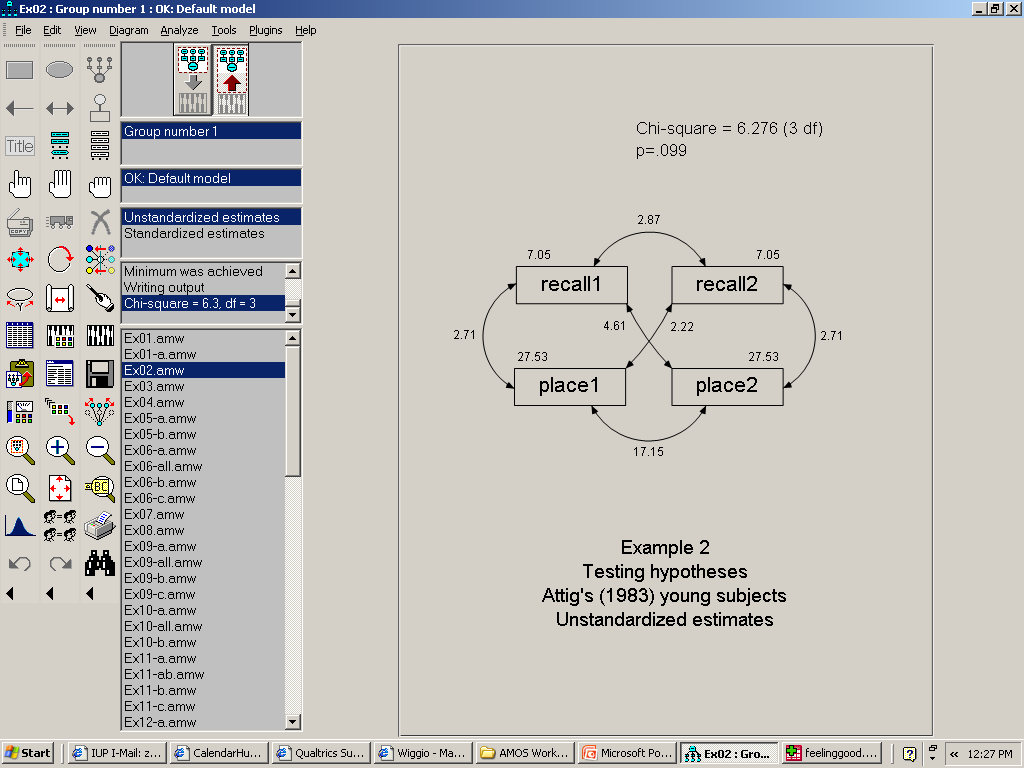 Ex02 : Group number 1 : OK: Default model
File Edit View Diagram Analyze Tools Plugins Help
Title
COPY
BC
Group number 1
OK: Default model
Unstandardized estimates
Standardized estimates
Minimum was achieved
Writing output
Chi-square = 6.3, df = 3
Ex01.amw
Ex01-a.amw
Ex02.amw
Ex03.amw
Ex04.amw
Ex05-a.amw
Ex05-b.amw
Ex06-a.amw
Ex06-all.amw
Ex06-b.amw
Ex06-c.amw
Ex07.amw
Ex08.amw
Ex09-a.amw
Ex09-all.amw
Ex09-b.amw
Ex09-c.amw
Ex10-a.amw
Ex10-all.amw
Ex10-b.amw
Ex11-a.amw
Ex11-ab.amw
Ex11-b.amw
Ex11-c.amw
Ex12-a.amw
Chi-square = 6.276 (3 df)
p=.099
2.87
7.05 7.05
recall1 recall2
4.61 2.22
2.71 2.71
27.53 27.53
place1 place2
17.15
Example 2
Testing hypotheses
Attig's (1983) young subjects
Unstandardized estimates
Start IUP I-Mail: z... CalendarHu... Qualtrics Su... Wiggio - Ma... AMOS Work... Microsoft Po... Ex02 : Gro... feelinggood.... 12:27 PM